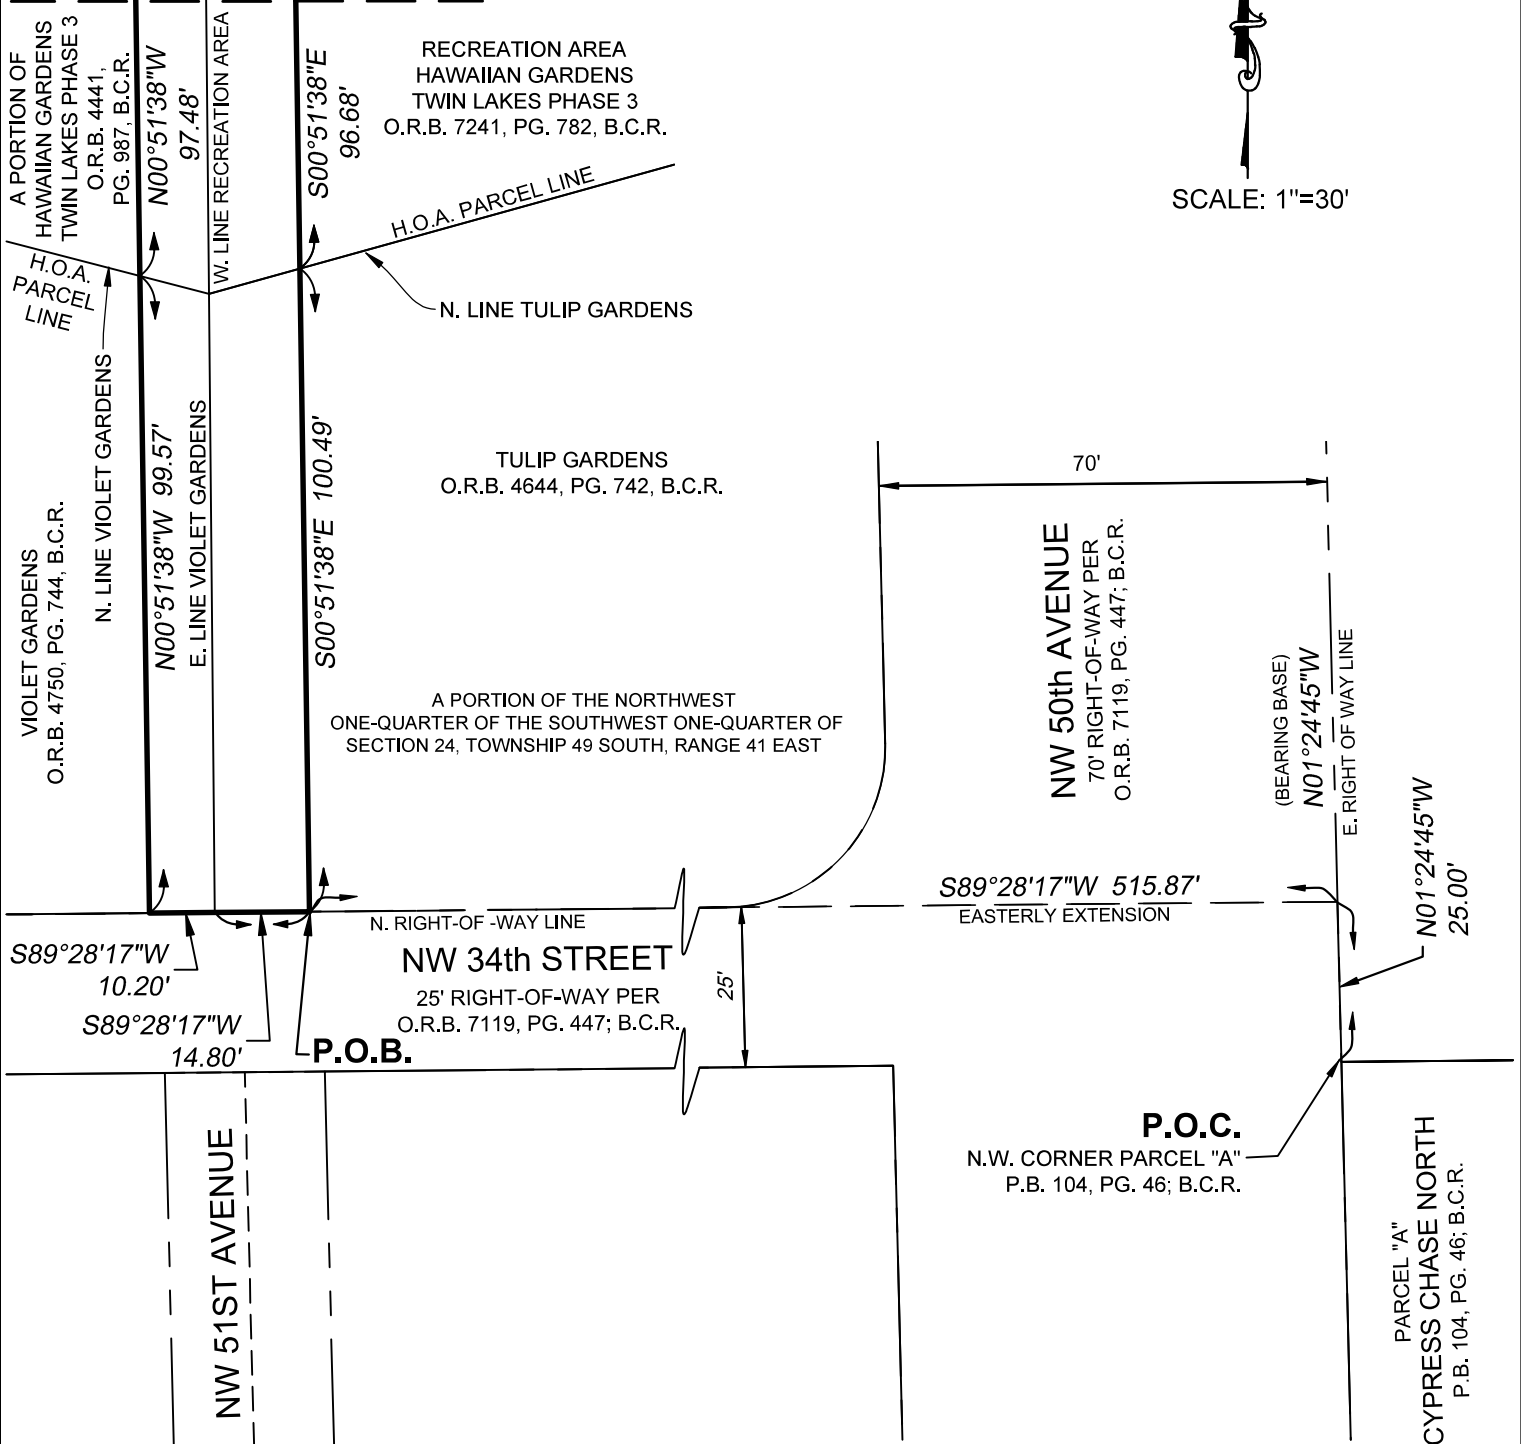 A PORTION OF
HAWAIIAN GARDENS
TWIN LAKES PHASE 3
O.R.B. 4441,
PG. 987, B.C.R.
N00°51'38"W
97.48'
W. LINE RECREATION AREA
S00°51'38"E
96.68'
RECREATION AREA
HAWAIIAN GARDENS
TWIN LAKES PHASE 3
O.R.B. 7241, PG. 782, B.C.R.
SCALE: 1"=30'
H.O.A. PARCEL LINE
H.O.A.
PARCEL
LINE
N. LINE TULIP GARDENS
N. LINE VIOLET GARDENS
VIOLET GARDENS
O.R.B. 4750, PG. 744, B.C.R.
N00°51'38"W 99.57'
E. LINE VIOLET GARDENS
S00°51'38"E 100.49'
TULIP GARDENS
O.R.B. 4644, PG. 742, B.C.R.
70'
NW 50th AVENUE
70' RIGHT-OF-WAY PER
O.R.B. 7119, PG. 447; B.C.R.
(BEARING BASE)
N01°24'45"W
E. RIGHT OF WAY LINE
A PORTION OF THE NORTHWEST
ONE-QUARTER OF THE SOUTHWEST ONE-QUARTER OF
SECTION 24, TOWNSHIP 49 SOUTH, RANGE 41 EAST
N01°24'45"W
25.00'
S89°28'17"W 515.87'
EASTERLY EXTENSION
N. RIGHT-OF -WAY LINE
NW 34th STREET
25' RIGHT-OF-WAY PER
O.R.B. 7119, PG. 447; B.C.R.
25'
S89°28'17"W
10.20'
S89°28'17"W
14.80'
P.O.B.
P.O.C.
N.W. CORNER PARCEL "A"
P.B. 104, PG. 46; B.C.R.
NW 51ST AVENUE
PARCEL "A"
CYPRESS CHASE NORTH
P.B. 104, PG. 46; B.C.R.